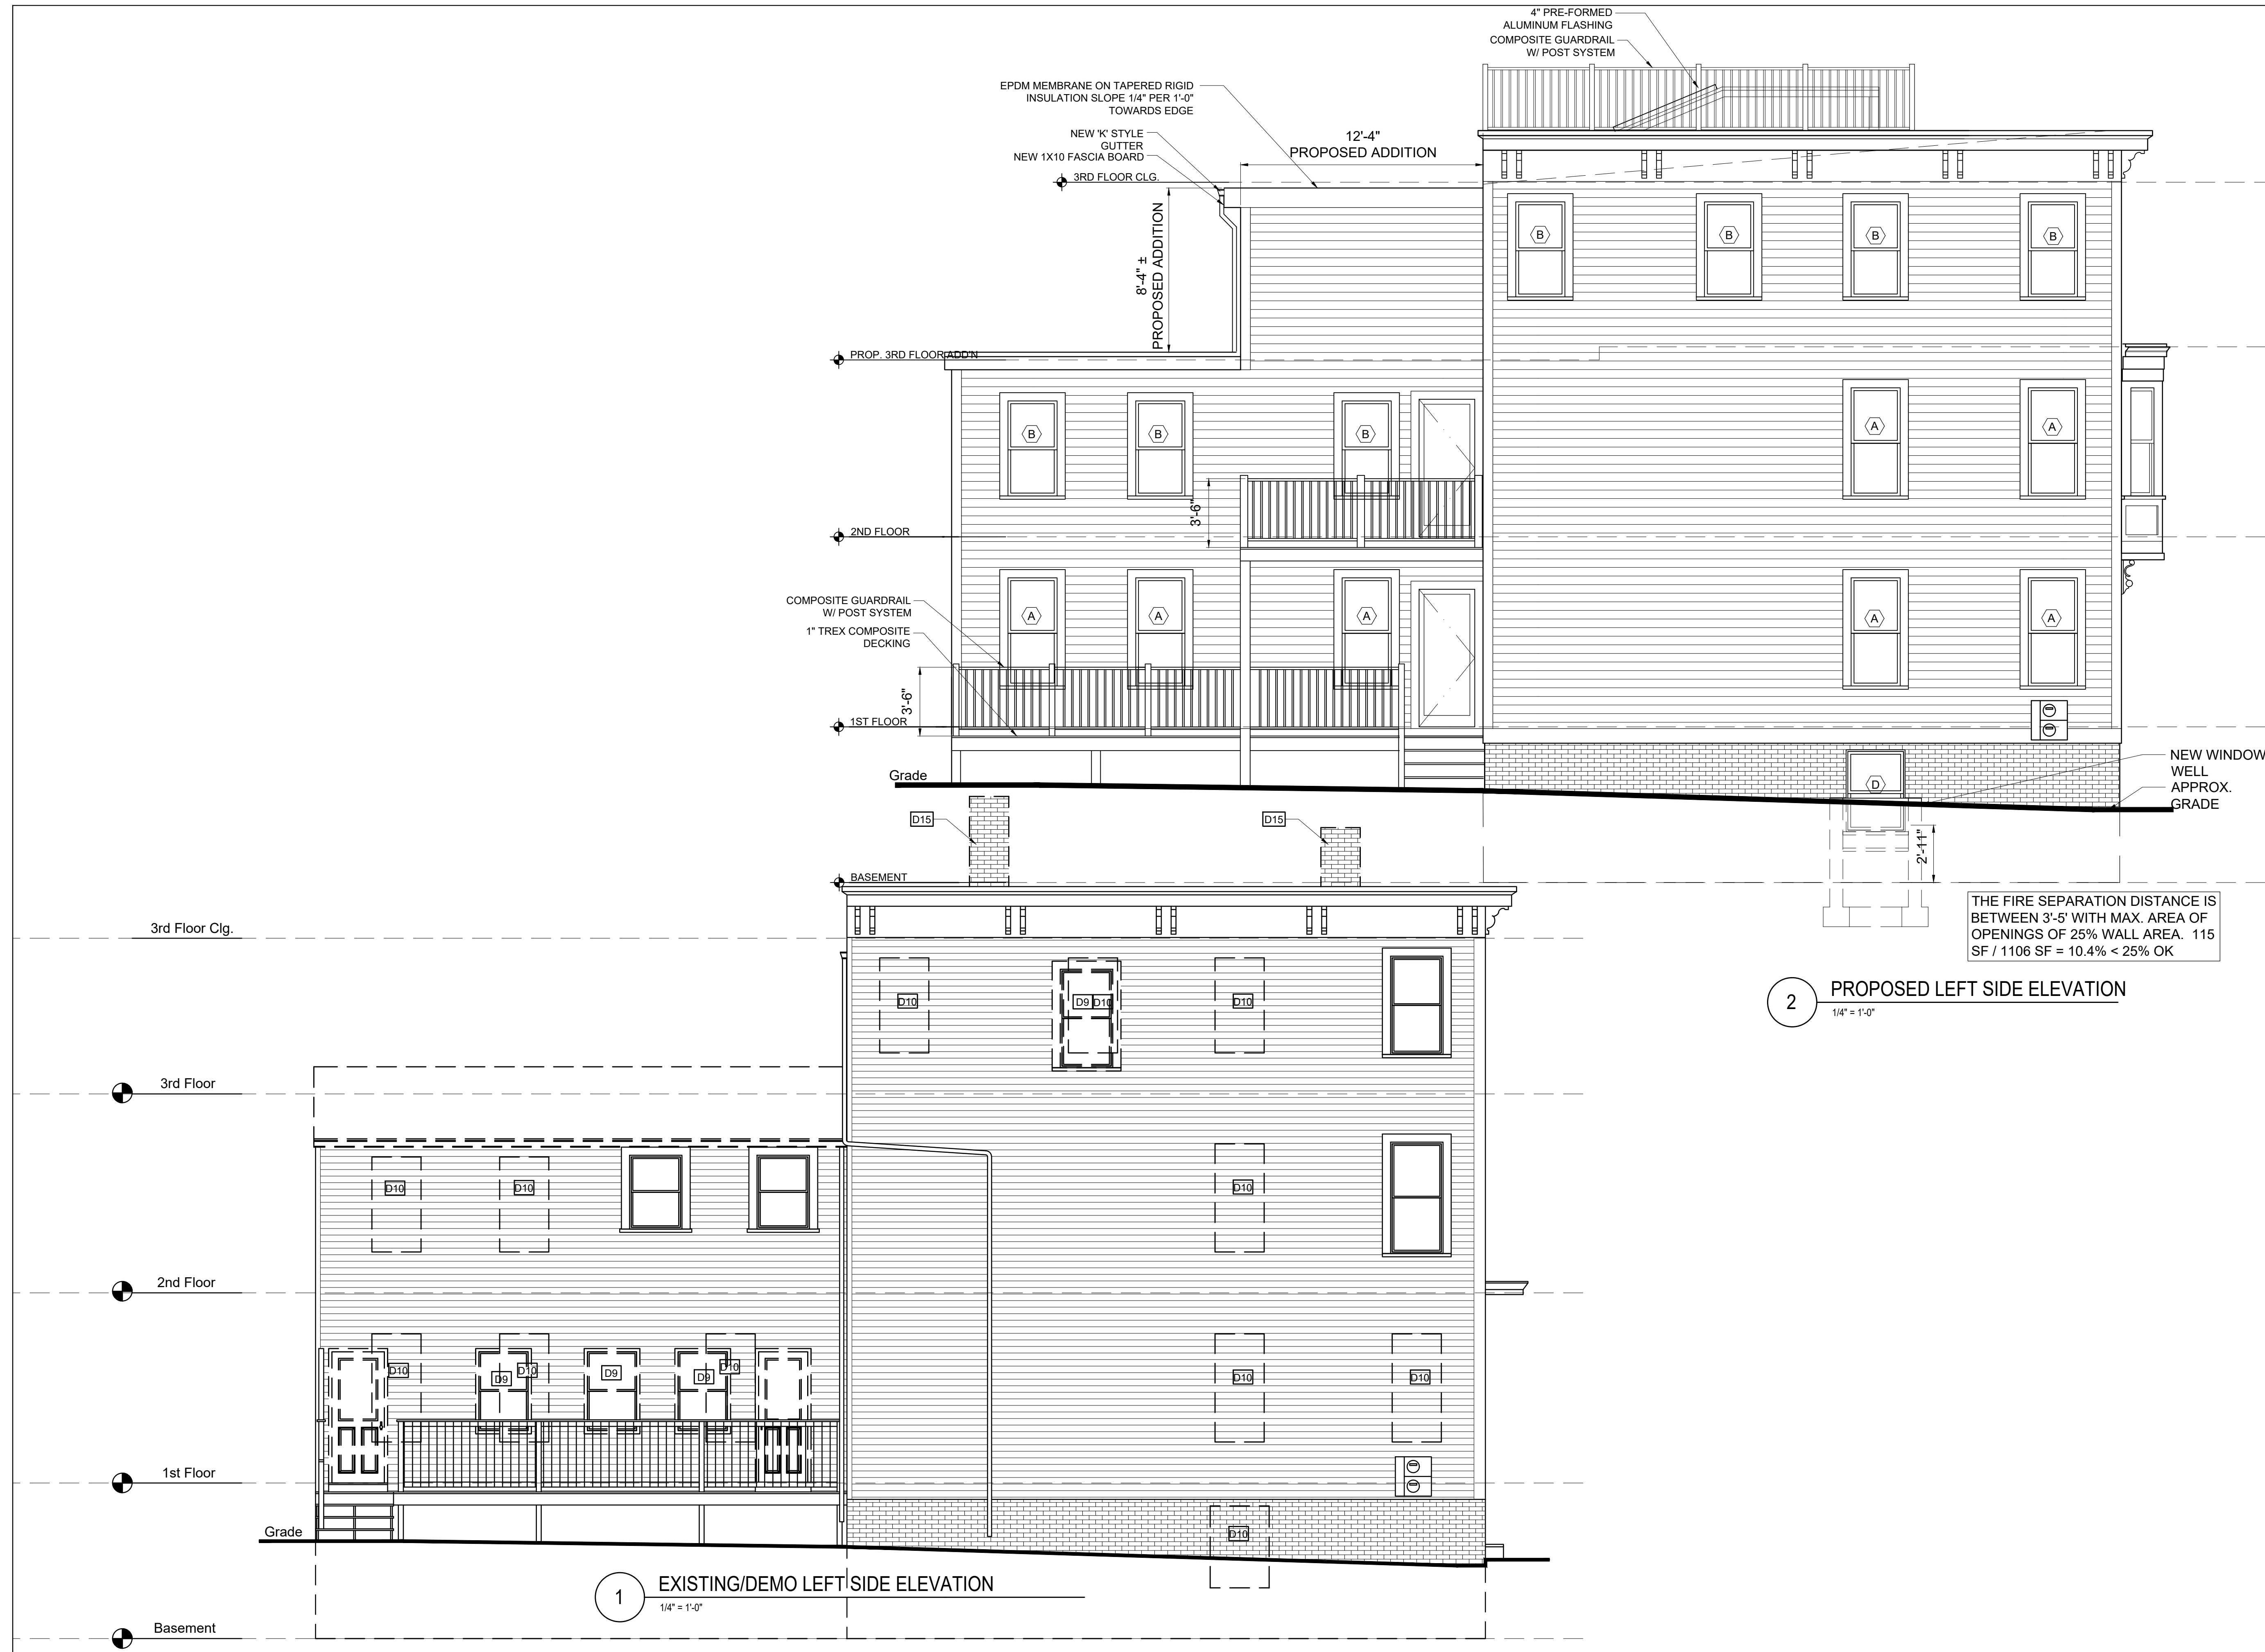 4" PRE-FORMED
ALUMINUM FLASHING
COMPOSITE GUARDRAIL
W/ POST SYSTEM
EPDM MEMBRANE ON TAPERED RIGID
INSULATION SLOPE 1/4" PER 1'-0"
TOWARDS EDGE
NEW 'K' STYLE
GUTTER
NEW 1X10 FASCIA BOARD
12'-4"
PROPOSED ADDITION
3RD FLOOR CLG.
8'-4" ±
PROPOSED ADDITION
B
B
B
B
PROP. 3RD FLOOR ADD'N
B
B
B
A
A
3'-6"
2ND FLOOR
COMPOSITE GUARDRAIL
W/ POST SYSTEM
1" TREX COMPOSITE
DECKING
A
A
A
A
A
3'-6"
1ST FLOOR
Grade
D
NEW WINDOW
WELL
APPROX.
GRADE
2'-11"
BASEMENT
THE FIRE SEPARATION DISTANCE IS
BETWEEN 3'-5' WITH MAX. AREA OF
OPENINGS OF 25% WALL AREA. 115
SF / 1106 SF = 10.4% < 25% OK
2
PROPOSED LEFT SIDE ELEVATION
1/4" = 1'-0"
D15
D15
3rd Floor Clg.
D10
D9
D10
D10
3rd Floor
D10
D10
D10
2nd Floor
D10
D9
D10
D9
D9
D10
D10
D10
1st Floor
Grade
D10
1
EXISTING/DEMO LEFT SIDE ELEVATION
1/4" = 1'-0"
Basement